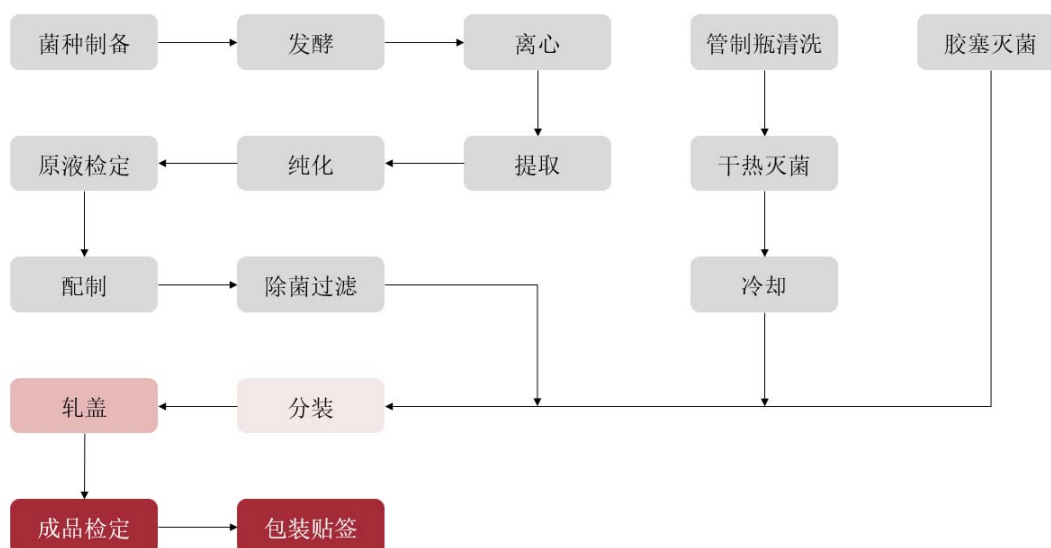 菌种制备
发酵
离心
管制瓶清洗
胶塞灭菌
原液检定
纯化
提取
干热灭菌
配制
除菌过滤
冷却
轧盖
分装
成品检定
包装贴签